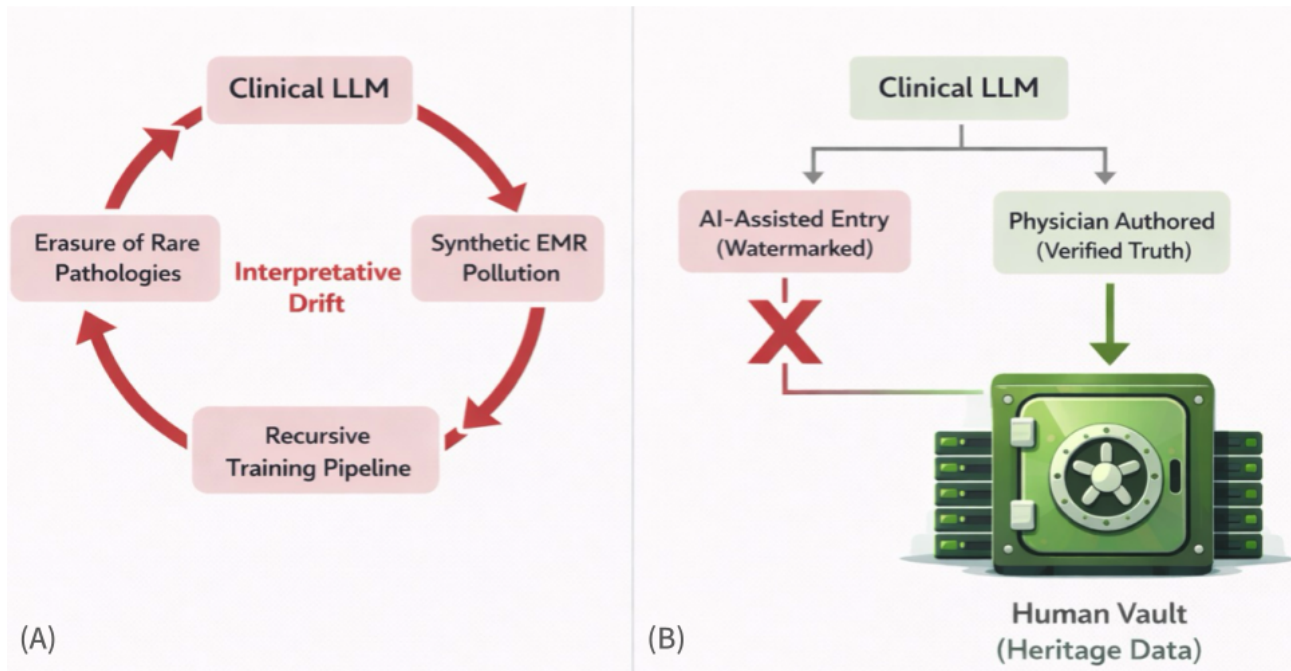 Clinical LLM
Synthetic EMR
Pollution
Recursive
Training Pipeline
Erasure of Rare
Pathologies
Interpretative
Drift
(A)
Clinical LLM
AI-Assisted Entry
(Watermarked)
Physician Authored
(Verified Truth)
Human Vault
(Heritage Data)
(B)